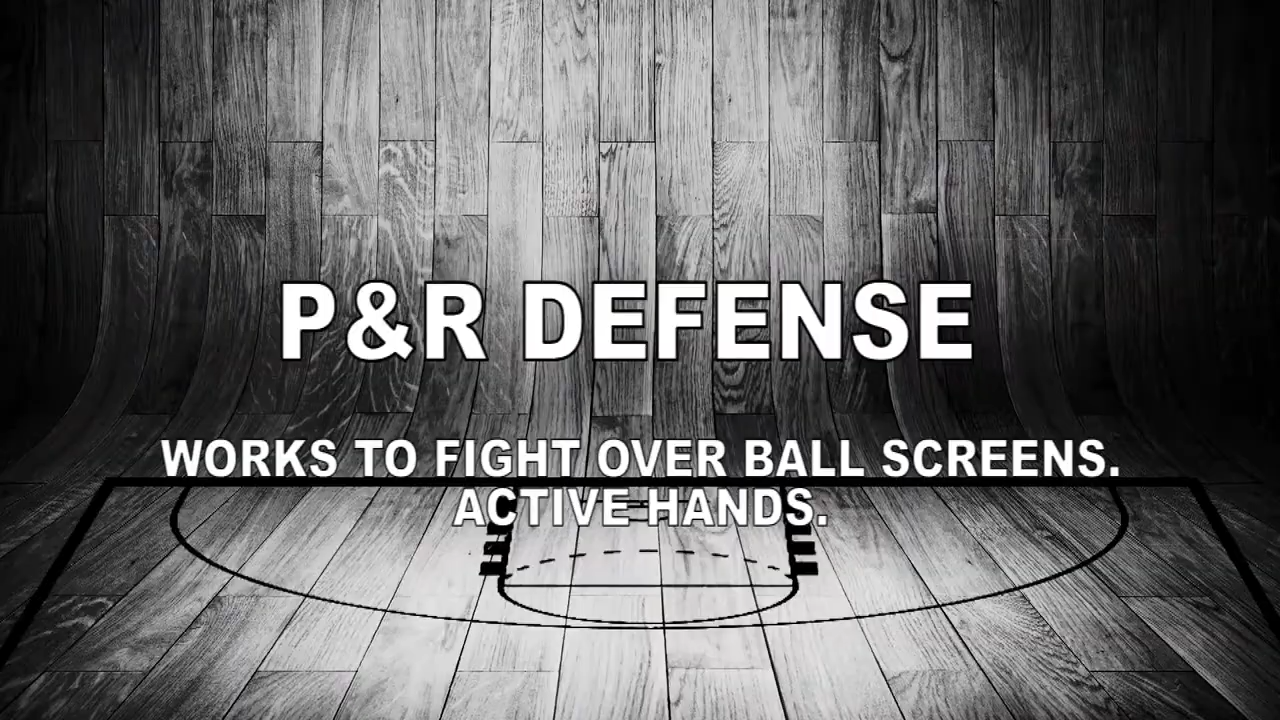 P&R DEFENSE
WORKS TO FIGHT OVER BALL SCREENS.
ACTIVE HANDS.